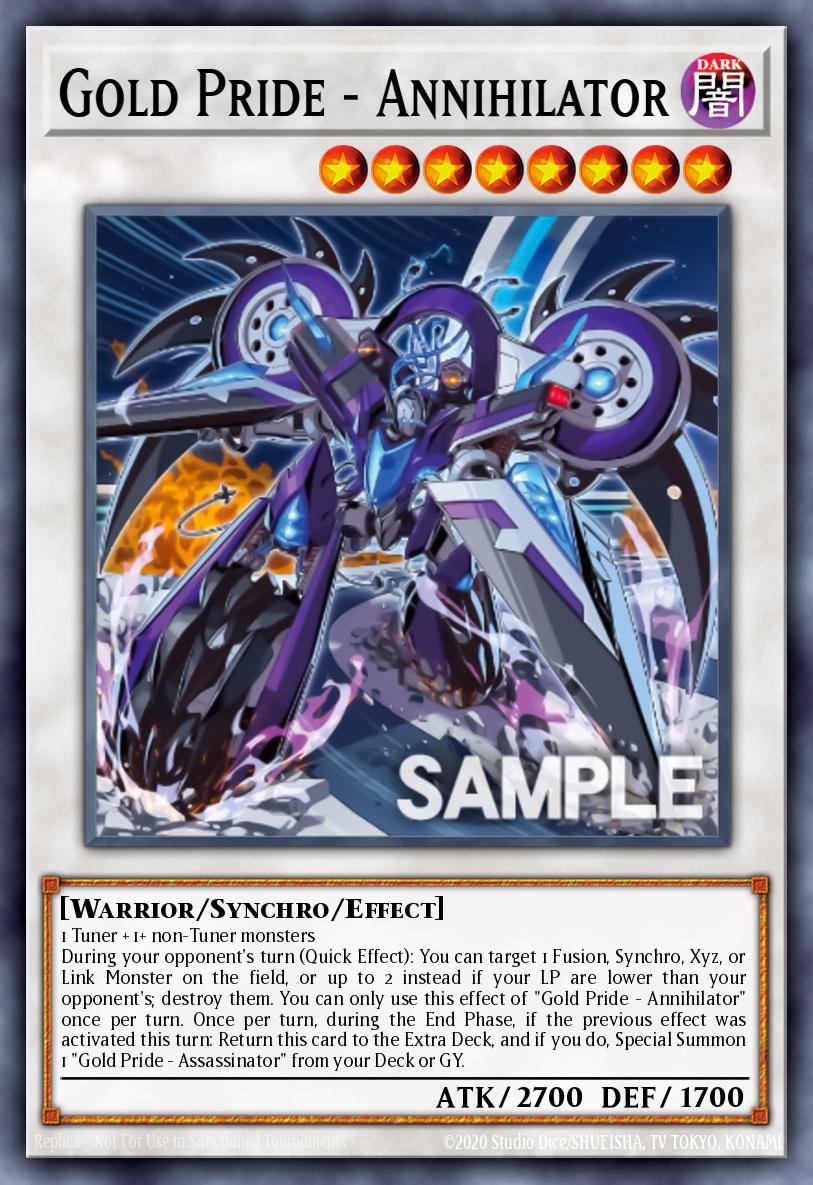 Gold Pride - Annihilator
DARK
闇
SAMPLE
[Warrior/Synchro/Effect]
1 Tuner + 1+ non-Tuner monsters
During your opponent's turn (Quick Effect): You can target 1 Fusion, Synchro, Xyz, or
Link Monster on the field, or up to 2 instead if your LP are lower than your
opponent's; destroy them. You can only use this effect of "Gold Pride - Annihilator"
once per turn. Once per turn, during the End Phase, if the previous effect was
activated this turn: Return this card to the Extra Deck, and if you do, Special Summon
1 "Gold Pride - Assassinator" from your Deck or GY.
ATK/2700 DEF/1700
Replica - Not For Use in Sanctioned Tournaments
©2020 Studio Dice/SHUEISHA, TV TOKYO, KONAMI